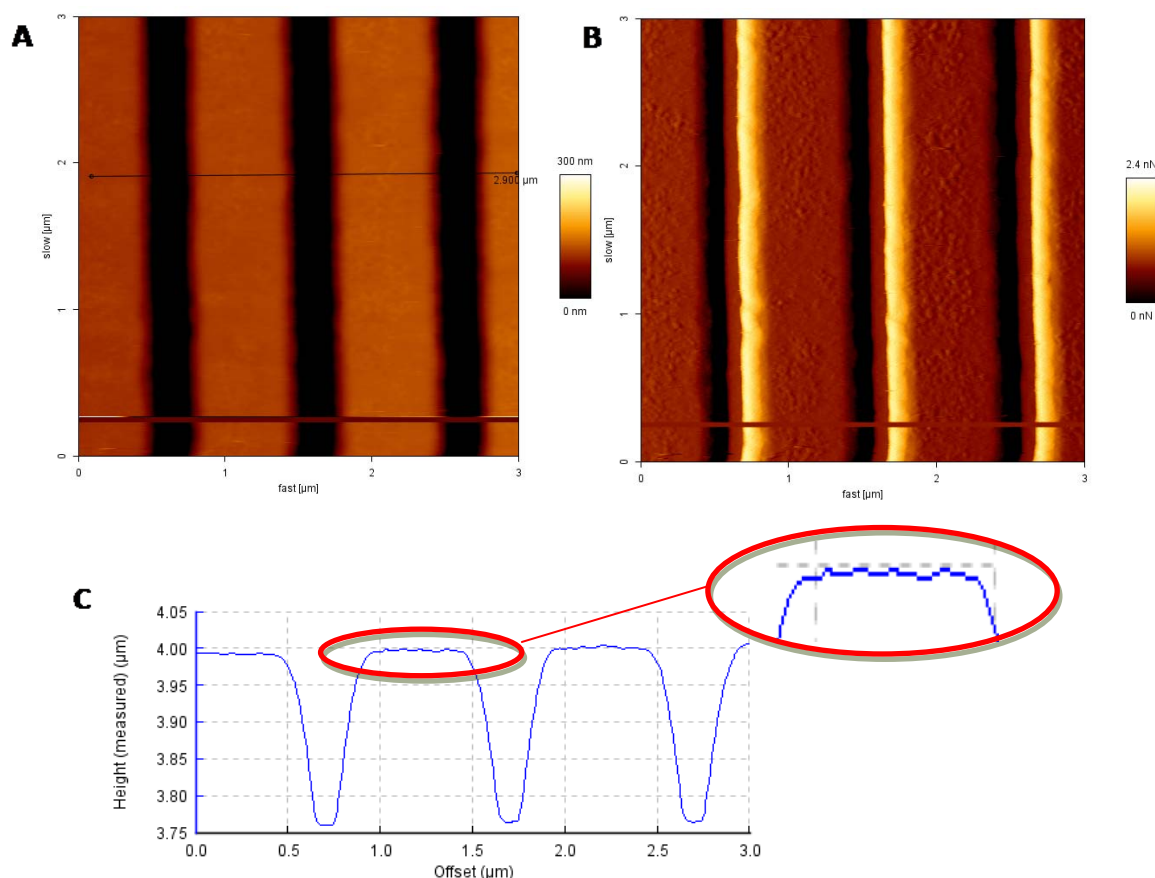 A
3
2
1
0
slow [µm]
0
1
2
3
fast [µm]
2.900 µm
300 nm
0 nm
B
3
2
1
0
slow [µm]
0
1
2
3
fast [µm]
2.4 nN
0 nN
C
4.05
4.00
3.95
3.90
3.85
3.80
3.75
Height (measured) (µm)
0.0
0.5
1.0
1.5
2.0
2.5
3.0
Offset (µm)